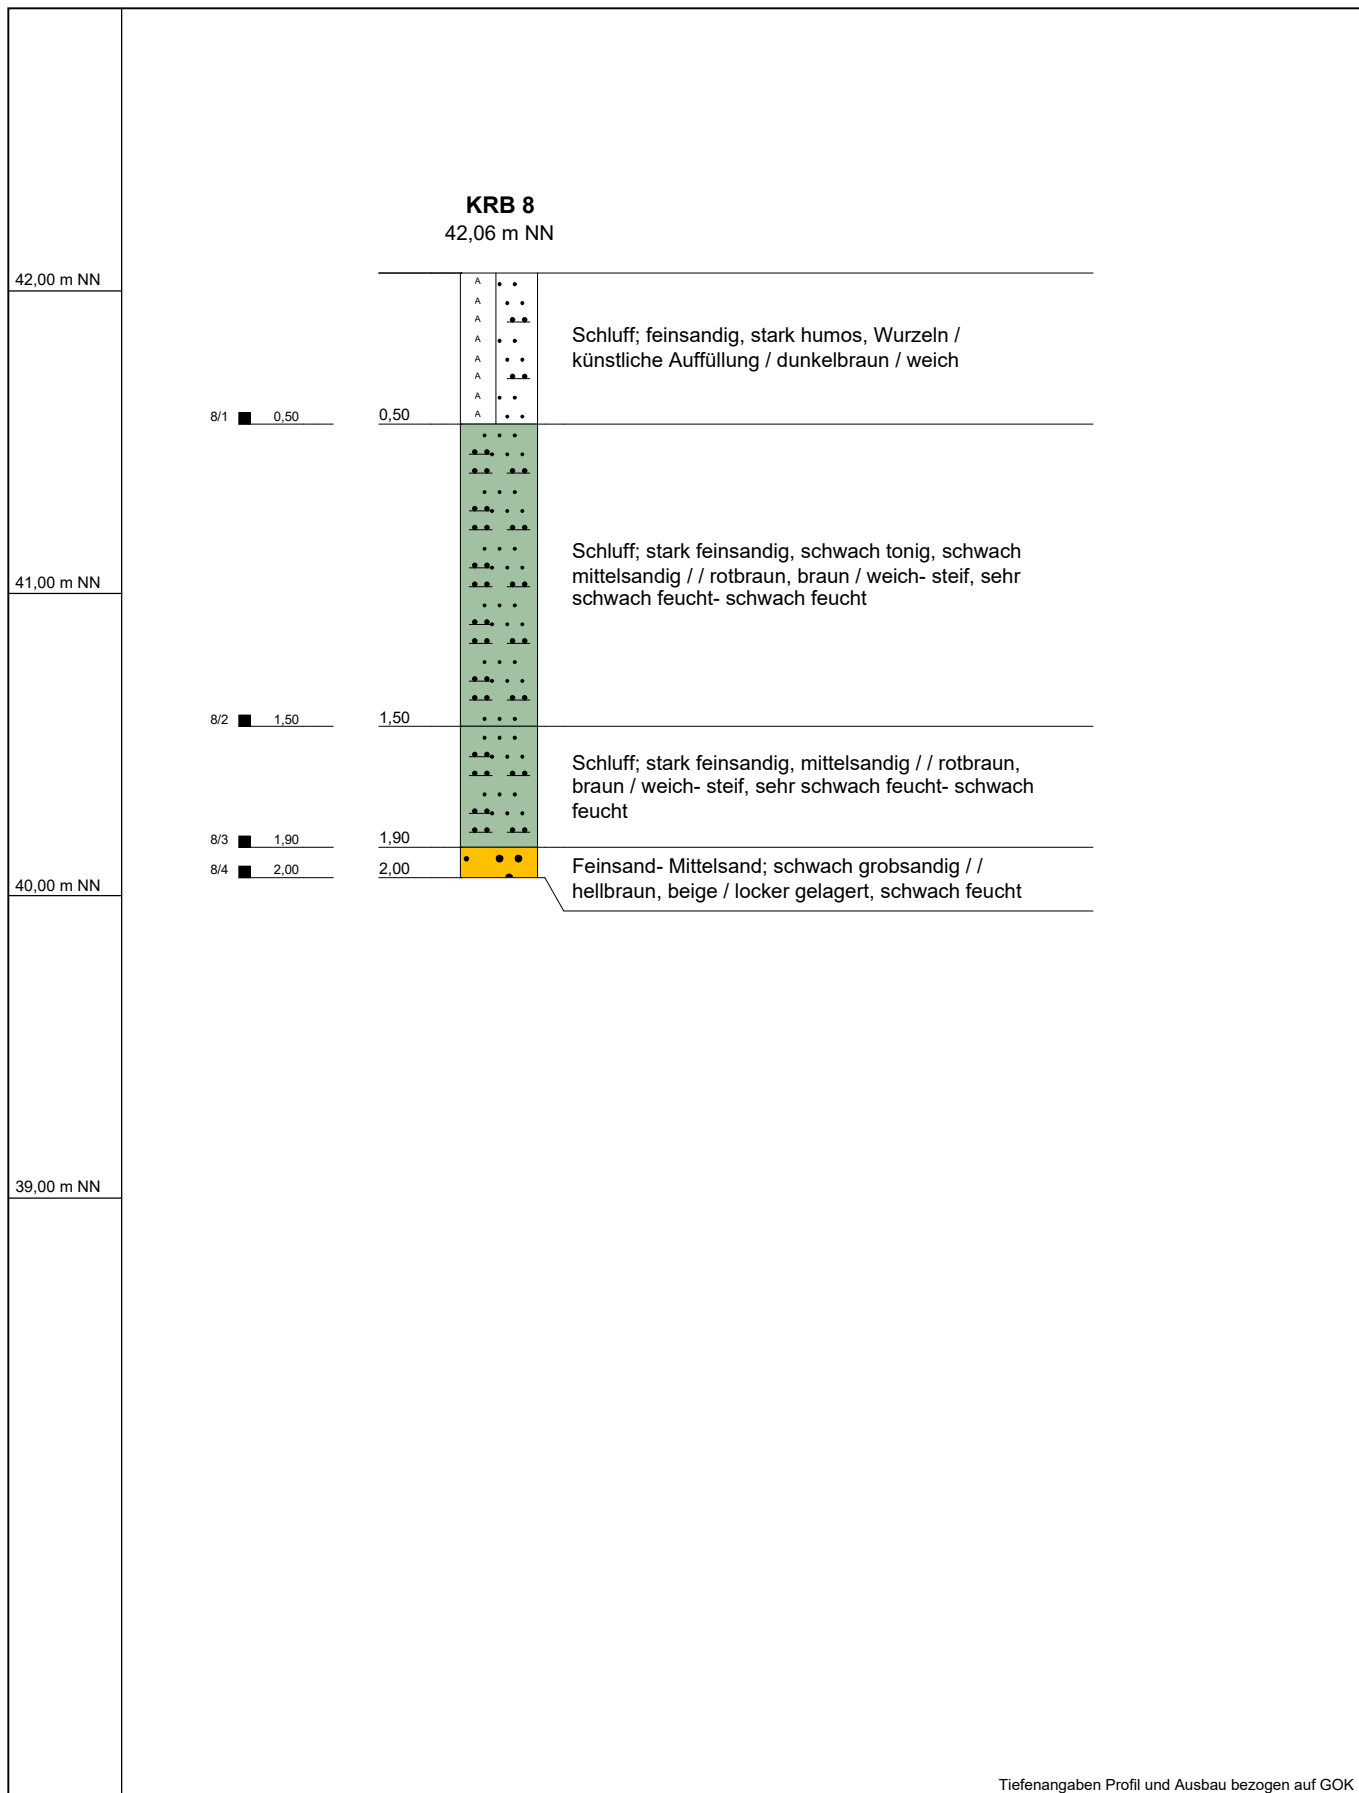 KRB 8
42,06 m NN
42,00 m NN
A
A
A
A
A
A
A
A
Schluff; feinsandig, stark humos, Wurzeln /
künstliche Auffüllung / dunkelbraun / weich
8/1 0,50 0,50
41,00 m NN
Schluff; stark feinsandig, schwach tonig, schwach
mittelsandig / / rotbraun, braun / weich- steif, sehr
schwach feucht- schwach feucht
8/2 1,50 1,50
Schluff; stark feinsandig, mittelsandig / / rotbraun,
braun / weich- steif, sehr schwach feucht- schwach
feucht
8/3 1,90 1,90
8/4 2,00 2,00
Feinsand- Mittelsand; schwach grobsandig / /
hellbraun, beige / locker gelagert, schwach feucht
40,00 m NN
39,00 m NN
Tiefenangaben Profil und Ausbau bezogen auf GOK